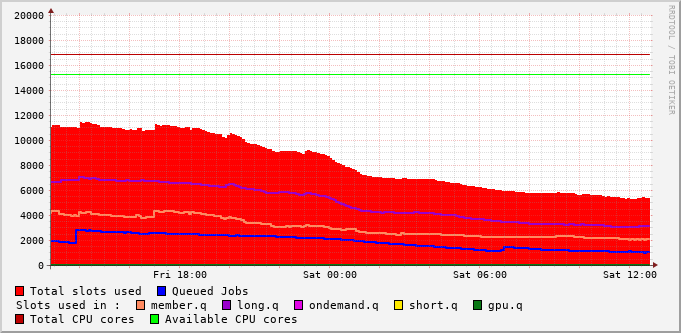 RRDTOOL / TOBI OETIKER
20000
18000
16000
14000
12000
10000
8000
6000
4000
2000
0
Fri 18:00 Sat 00:00 Sat 06:00 Sat 12:00
Total slots used Queued Jobs
Slots used in : member.q long.q ondemand.q short.q gpu.q
Total CPU cores Available CPU cores